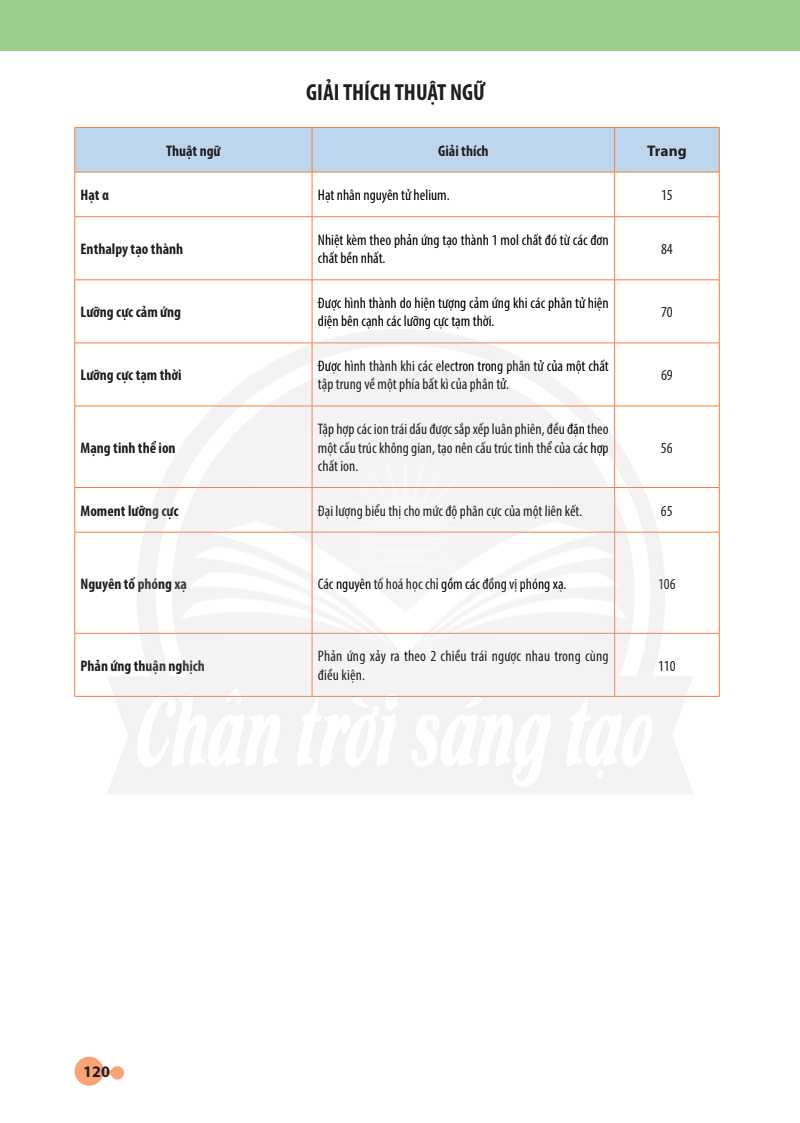 GIẢI THÍCH THUẬT NGỮ
Thuật ngữ
Giải thích
Trang
Hạt α
Hạt nhân nguyên tử helium.
15
Enthalpy tạo thành
Nhiệt kèm theo phản ứng tạo thành 1 mol chất đó từ các đơn
chất bền nhất.
84
Lưỡng cực cảm ứng
Được hình thành do hiện tượng cảm ứng khi các phân tử hiện
diện bên cạnh các lưỡng cực tạm thời.
70
Lưỡng cực tạm thời
Được hình thành khi các electron trong phân tử của một chất
tập trung về một phía bất kì của phân tử.
69
Mạng tinh thể ion
Tập hợp các ion trái dấu được sắp xếp luân phiên, đều đặn theo
một cấu trúc không gian, tạo nên cấu trúc tinh thể của các hợp
chất ion.
56
Moment lưỡng cực
Đại lượng biểu thị cho mức độ phân cực của một liên kết.
65
Nguyên tố phóng xạ
Các nguyên tố hoá học chỉ gồm các đồng vị phóng xạ.
106
Phản ứng thuận nghịch
Phản ứng xảy ra theo 2 chiều trái ngược nhau trong cùng
điều kiện.
110
Chân trời sáng tạo
120